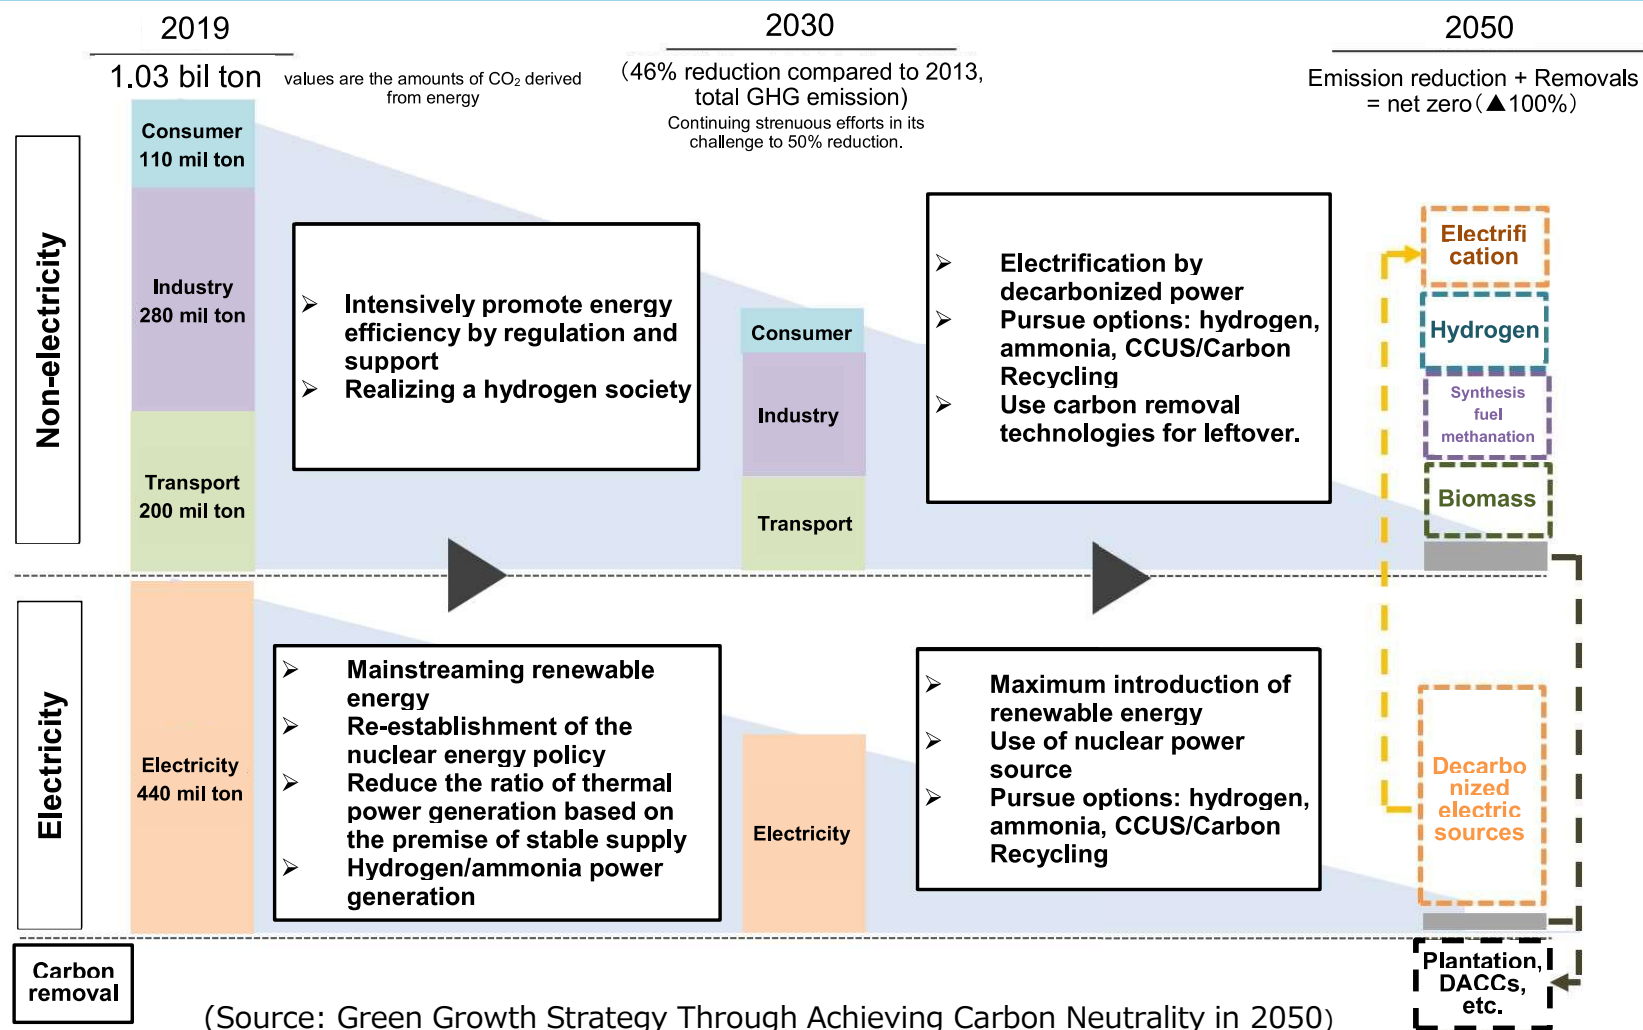 2019
1.03 bil ton
values are the amounts of CO₂ derived
from energy
2030
(46% reduction compared to 2013,
total GHG emission)
Continuing strenuous efforts in its
challenge to 50% reduction.
2050
Emission reduction + Removals
= net zero(▲100%)
Non-electricity
Consumer
110 mil ton
Industry
280 mil ton
Transport
200 mil ton
➢ Intensively promote energy
efficiency by regulation and
support
➢ Realizing a hydrogen society
Consumer
Industry
Transport
➢ Electrification by
decarbonized power
➢ Pursue options: hydrogen,
ammonia, CCUS/Carbon
Recycling
➢ Use carbon removal
technologies for leftover.
Electrifi
cation
Hydrogen
Synthesis
fuel
methanation
Biomass
Electricity
Electricity
440 mil ton
➢ Mainstreaming renewable
energy
➢ Re-establishment of the
nuclear energy policy
➢ Reduce the ratio of thermal
power generation based on
the premise of stable supply
➢ Hydrogen/ammonia power
generation
Electricity
➢ Maximum introduction of
renewable energy
➢ Use of nuclear power
source
➢ Pursue options: hydrogen,
ammonia, CCUS/Carbon
Recycling
Decarbo
nized
electric
sources
Carbon
removal
Plantation,
DACCs,
etc.
(Source: Green Growth Strategy Through Achieving Carbon Neutrality in 2050)